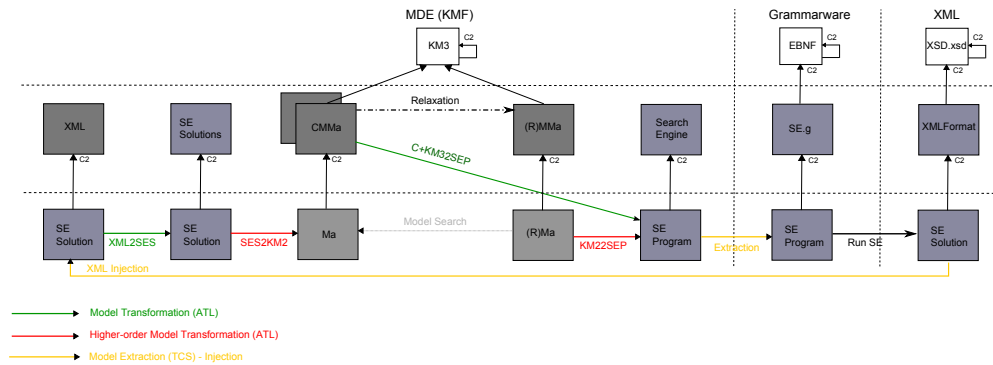 MDE (KMF)
Grammarware
XML
KM3
C2
EBNF
C2
XSD.xsd
C2
C2
C2
XML
SE
Solutions
CMMa
Relaxation
(R)MMa
Search
Engine
SE.g
XMLFormat
C2
C2
C2
C2
C2
C2
C2
C+KM32SEP
SE
Solution
XML2SES
SE
Solution
SES2KM2
Ma
Model Search
(R)Ma
KM22SEP
SE
Program
Extraction
SE
Program
Run SE
SE
Solution
XML Injection
Model Transformation (ATL)
Higher-order Model Transformation (ATL)
Model Extraction (TCS) - Injection